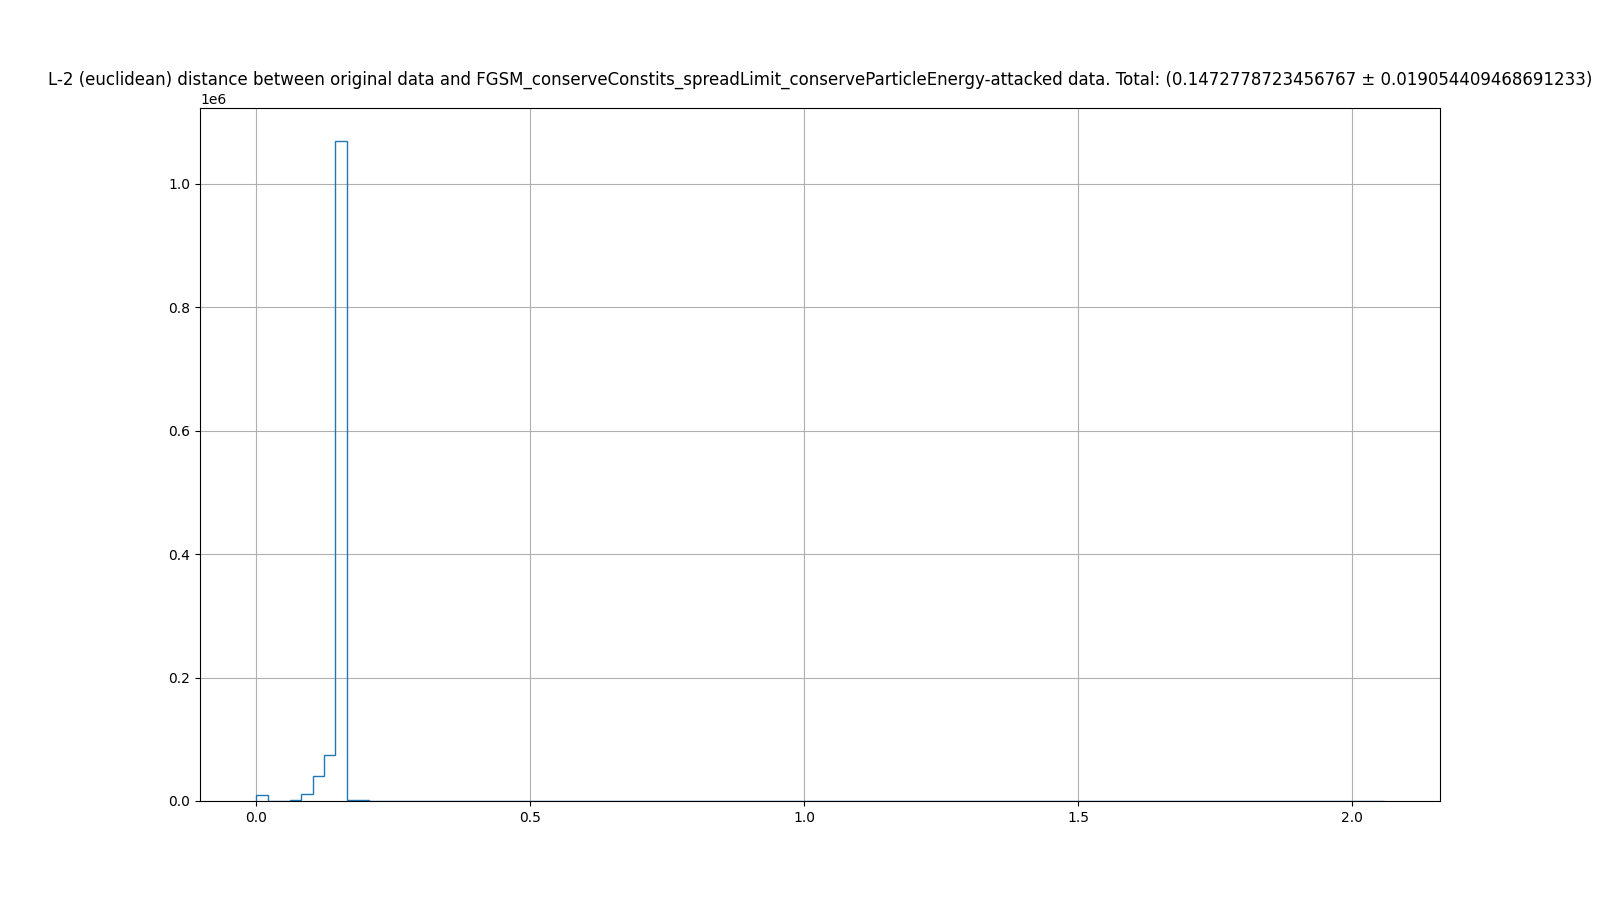 L-2 (euclidean) distance between original data and FGSM_conserveConstits_spreadLimit_conserveParticleEnergy-attacked data. Total: (0.1472778723456767 ± 0.019054409468691233)
1e6
1.0
0.8
0.6
0.4
0.2
0.0
0.0 0.5 1.0 1.5 2.0